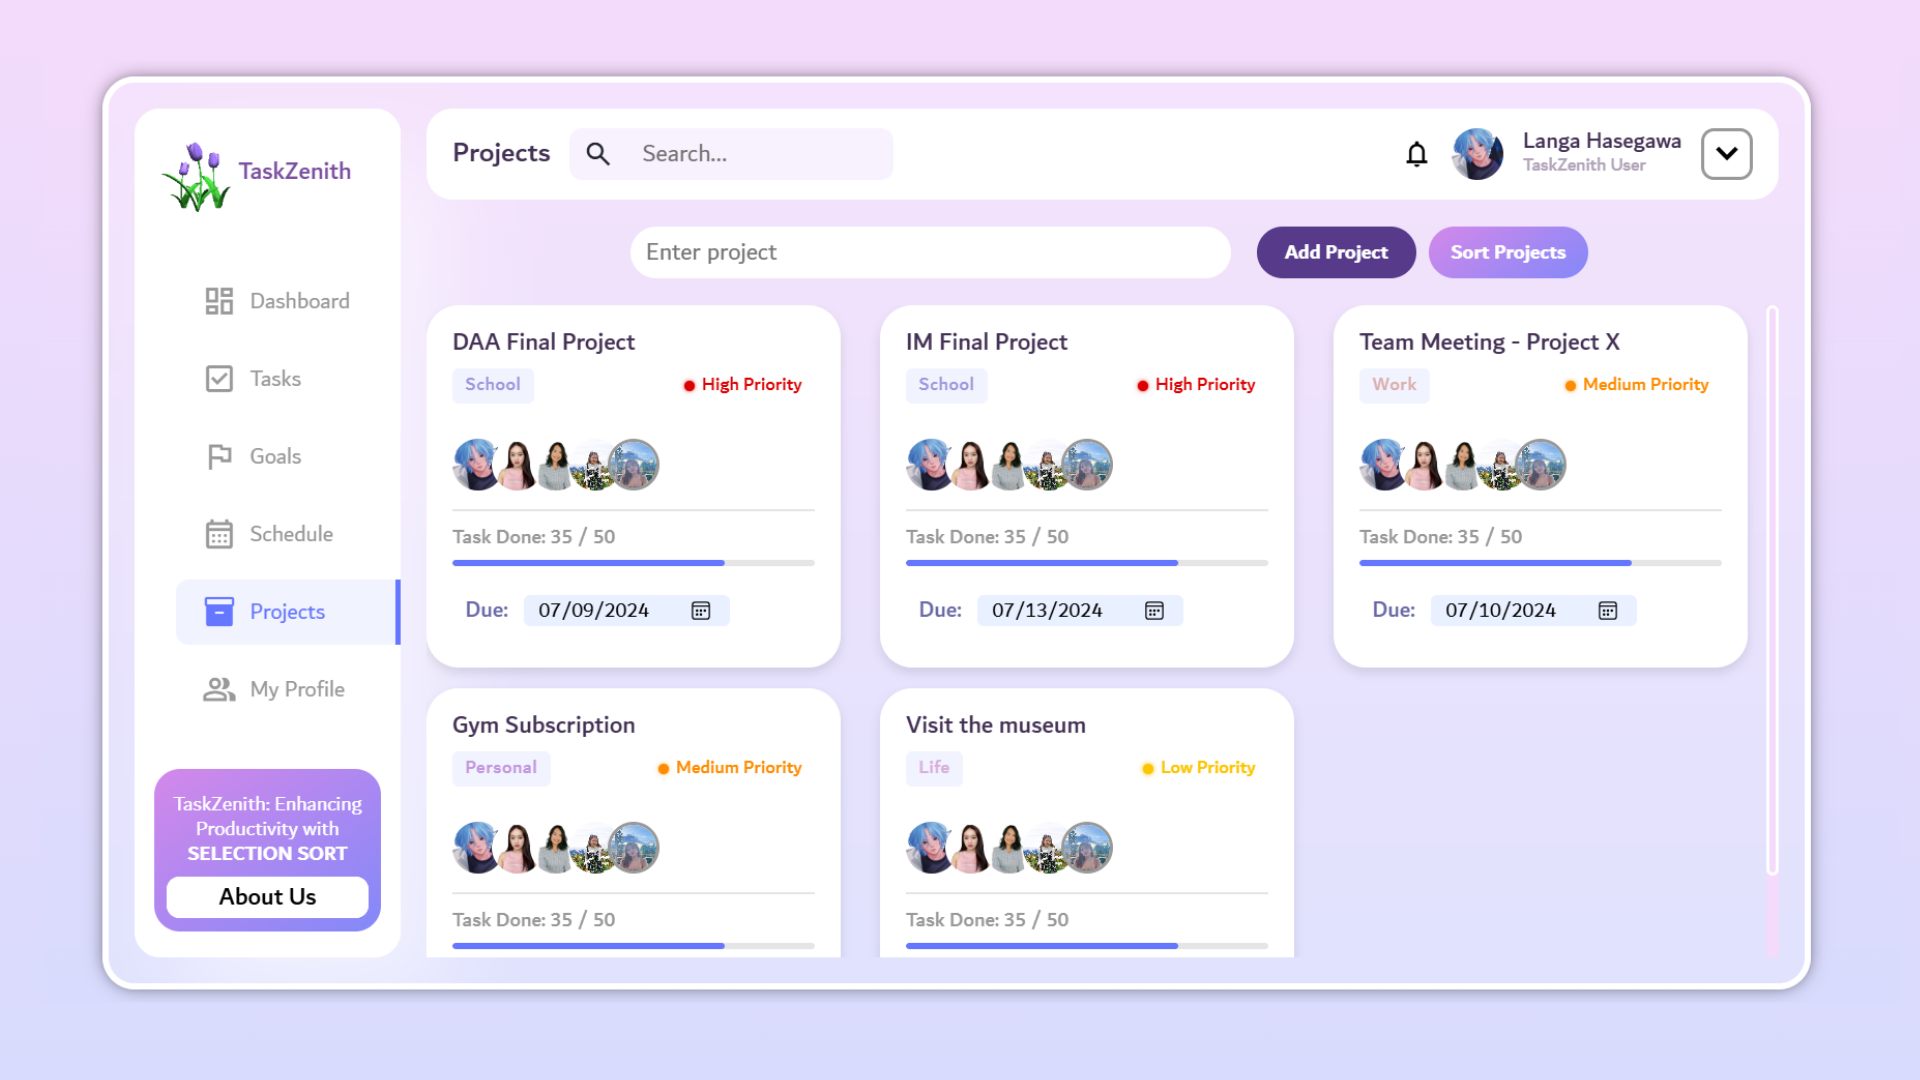 TaskZenith
Dashboard
Tasks
Goals
Schedule
Projects
My Profile
TaskZenith: Enhancing
Productivity with
SELECTION SORT
About Us
Projects
Search...
Langa Hasegawa
TaskZenith User
Enter project
Add Project
Sort Projects
DAA Final Project
School
High Priority
Task Done: 35 / 50
Due: 07/09/2024
IM Final Project
School
High Priority
Task Done: 35 / 50
Due: 07/13/2024
Team Meeting - Project X
Work
Medium Priority
Task Done: 35 / 50
Due: 07/10/2024
Gym Subscription
Personal
Medium Priority
Task Done: 35 / 50
Visit the museum
Life
Low Priority
Task Done: 35 / 50